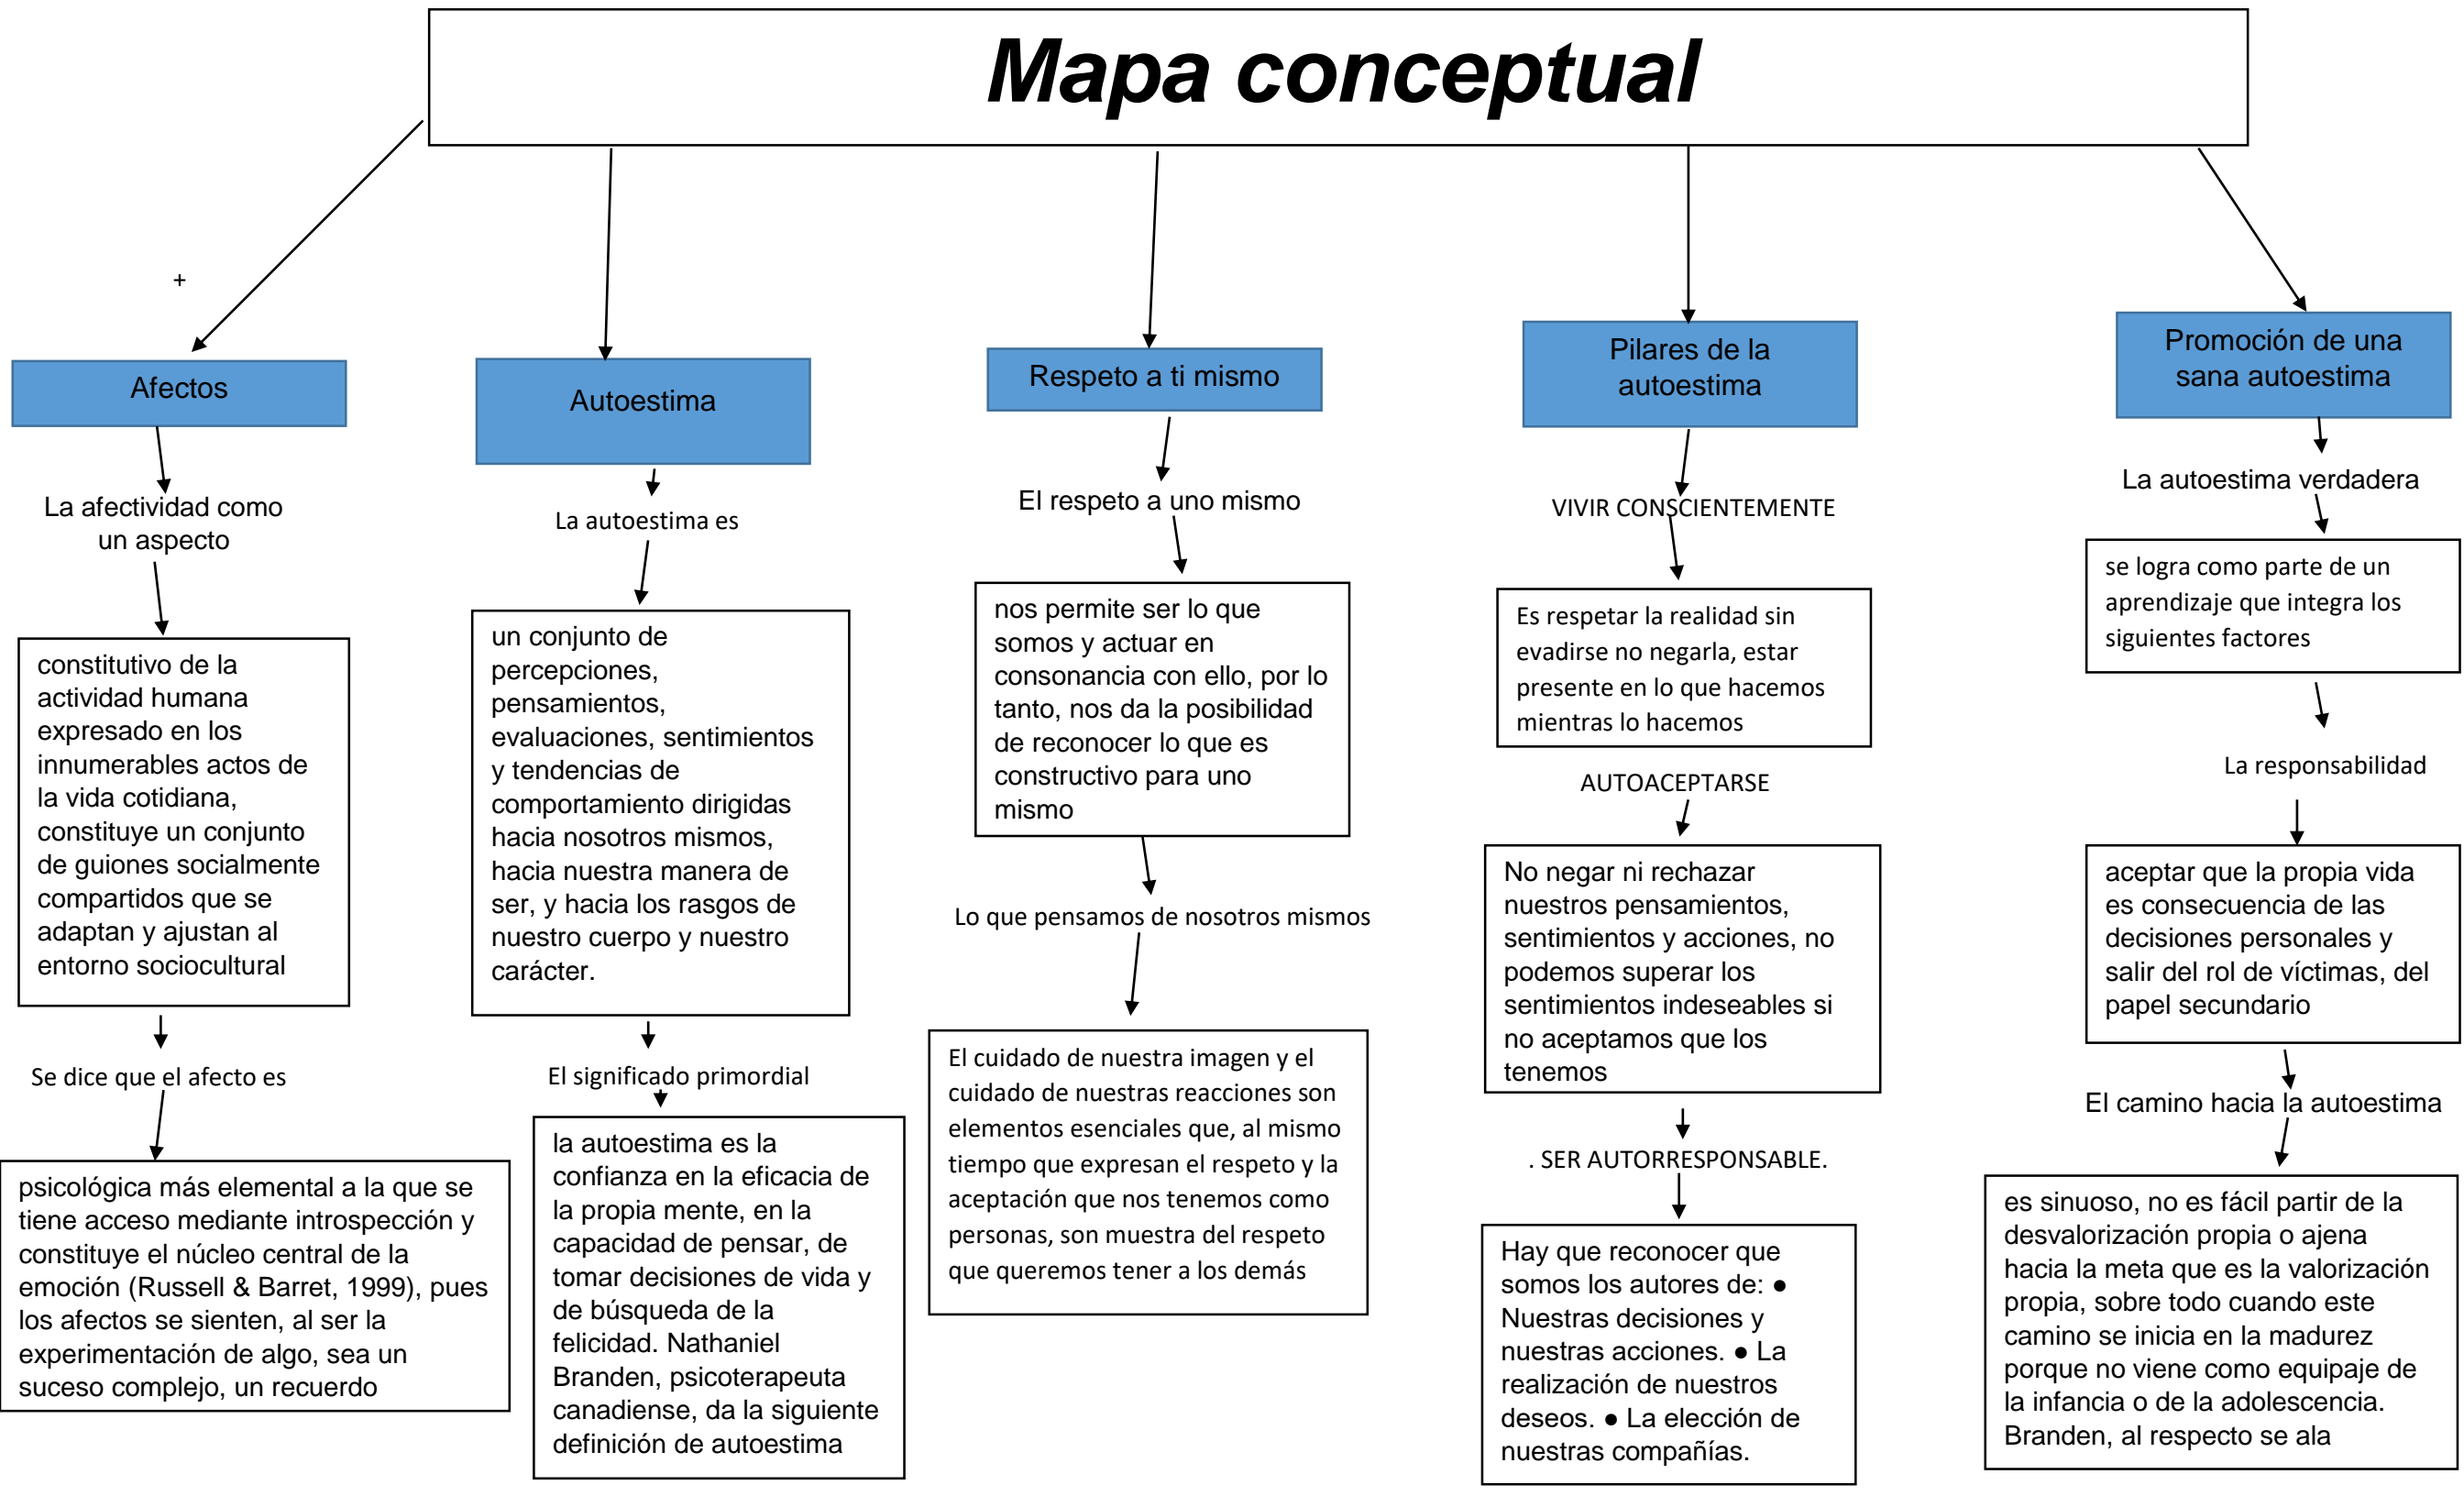 Mapa conceptual
+
Afectos
La afectividad como
un aspecto
constitutivo de la
actividad humana
expresado en los
innumerables actos de
la vida cotidiana,
constituye un conjunto
de guiones socialmente
compartidos que se
adaptan y ajustan al
entorno sociocultural
Se dice que el afecto es
psicológica más elemental a la que se
tiene acceso mediante introspección y
constituye el núcleo central de la
emoción (Russell & Barret, 1999), pues
los afectos se sienten, al ser la
experimentación de algo, sea un
suceso complejo, un recuerdo
Autoestima
La autoestima es
un conjunto de
percepciones,
pensamientos,
evaluaciones, sentimientos
y tendencias de
comportamiento dirigidas
hacia nosotros mismos,
hacia nuestra manera de
ser, y hacia los rasgos de
nuestro cuerpo y nuestro
carácter.
El significado primordial
la autoestima es la
confianza en la eficacia de
la propia mente, en la
capacidad de pensar, de
tomar decisiones de vida y
de búsqueda de la
felicidad. Nathaniel
Branden, psicoterapeuta
canadiense, da la siguiente
definición de autoestima
Respeto a ti mismo
El respeto a uno mismo
nos permite ser lo que
somos y actuar en
consonancia con ello, por lo
tanto, nos da la posibilidad
de reconocer lo que es
constructivo para uno
mismo
Lo que pensamos de nosotros mismos
El cuidado de nuestra imagen y el
cuidado de nuestras reacciones son
elementos esenciales que, al mismo
tiempo que expresan el respeto y la
aceptación que nos tenemos como
personas, son muestra del respeto
que queremos tener a los demás
Pilares de la
autoestima
VIVIR CONSCIENTEMENTE
Es respetar la realidad sin
evadirse no negarla, estar
presente en lo que hacemos
mientras lo hacemos
AUTOACEPTARSE
No negar ni rechazar
nuestros pensamientos,
sentimientos y acciones, no
podemos superar los
sentimientos indeseables si
no aceptamos que los
tenemos
. SER AUTORRESPONSABLE.
Hay que reconocer que
somos los autores de: ●
Nuestras decisiones y
nuestras acciones. ● La
realización de nuestros
deseos. ● La elección de
nuestras compañías.
Promoción de una
sana autoestima
La autoestima verdadera
se logra como parte de un
aprendizaje que integra los
siguientes factores
La responsabilidad
aceptar que la propia vida
es consecuencia de las
decisiones personales y
salir del rol de víctimas, del
papel secundario
El camino hacia la autoestima
es sinuoso, no es fácil partir de la
desvalorización propia o ajena
hacia la meta que es la valorización
propia, sobre todo cuando este
camino se inicia en la madurez
porque no viene como equipaje de
la infancia o de la adolescencia.
Branden, al respecto se ala